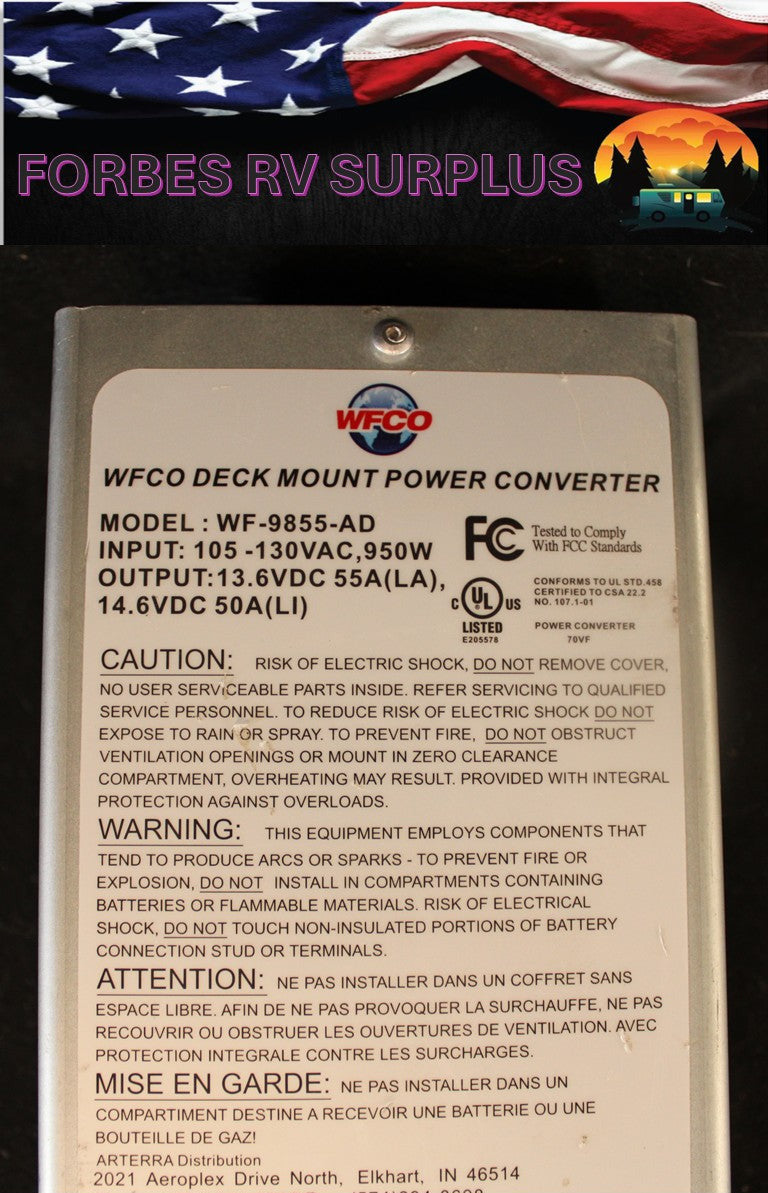 FORBES RV SURPLUS
WFCO
WFCO DECK MOUNT POWER CONVERTER
MODEL : WF-9855-AD
INPUT: 105 -130VAC,950W
OUTPUT:13.6VDC 55A(LA),
14.6VDC 50A(LI)
FC
Tested to Comply
With FCC Standards
C UL US
LISTED
E205578
CONFORMS TO UL STD.458
CERTIFIED TO CSA 22.2
NO. 107.1-01
POWER CONVERTER
70VF
CAUTION: RISK OF ELECTRIC SHOCK, DO NOT REMOVE COVER,
NO USER SERVICEABLE PARTS INSIDE. REFER SERVICING TO QUALIFIED
SERVICE PERSONNEL. TO REDUCE RISK OF ELECTRIC SHOCK DO NOT
EXPOSE TO RAIN OR SPRAY. TO PREVENT FIRE, DO NOT OBSTRUCT
VENTILATION OPENINGS OR MOUNT IN ZERO CLEARANCE
COMPARTMENT, OVERHEATING MAY RESULT. PROVIDED WITH INTEGRAL
PROTECTION AGAINST OVERLOADS.
WARNING: THIS EQUIPMENT EMPLOYS COMPONENTS THAT
TEND TO PRODUCE ARCS OR SPARKS - TO PREVENT FIRE OR
EXPLOSION, DO NOT INSTALL IN COMPARTMENTS CONTAINING
BATTERIES OR FLAMMABLE MATERIALS. RISK OF ELECTRICAL
SHOCK, DO NOT TOUCH NON-INSULATED PORTIONS OF BATTERY
CONNECTION STUD OR TERMINALS.
ATTENTION: NE PAS INSTALLER DANS UN COFFRET SANS
ESPACE LIBRE. AFIN DE NE PAS PROVOQUER LA SURCHAUFFE, NE PAS
RECOUVRIR OU OBSTRUER LES OUVERTURES DE VENTILATION. AVEC
PROTECTION INTEGRALE CONTRE LES SURCHARGES.
MISE EN GARDE: NE PAS INSTALLER DANS UN
COMPARTIMENT DESTINE A RECEVOIR UNE BATTERIE OU UNE
BOUTEILLE DE GAZ!
ARTERRA Distribution
2021 Aeroplex Drive North, Elkhart, IN 46514